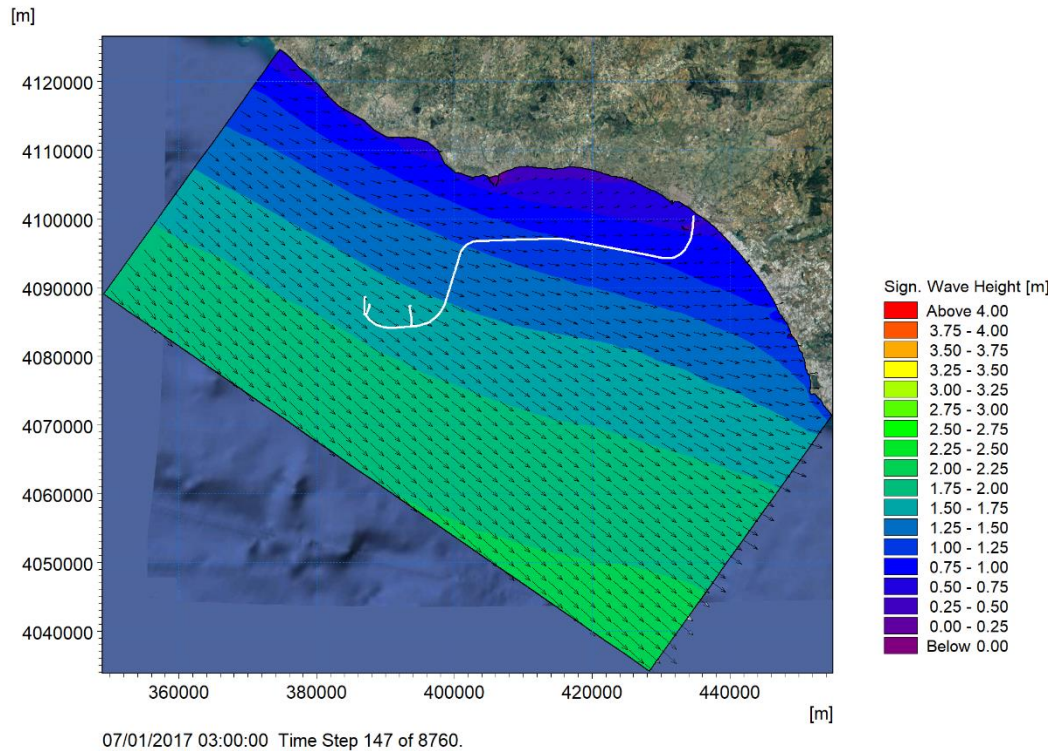 [m]
4120000
4110000
4100000
4090000
4080000
4070000
4060000
4050000
4040000
360000 380000 400000 420000 440000
[m]
Sign. Wave Height [m]
Above 4.00
3.75 - 4.00
3.50 - 3.75
3.25 - 3.50
3.00 - 3.25
2.75 - 3.00
2.50 - 2.75
2.25 - 2.50
2.00 - 2.25
1.75 - 2.00
1.50 - 1.75
1.25 - 1.50
1.00 - 1.25
0.75 - 1.00
0.50 - 0.75
0.25 - 0.50
0.00 - 0.25
Below 0.00
07/01/2017 03:00:00 Time Step 147 of 8760.